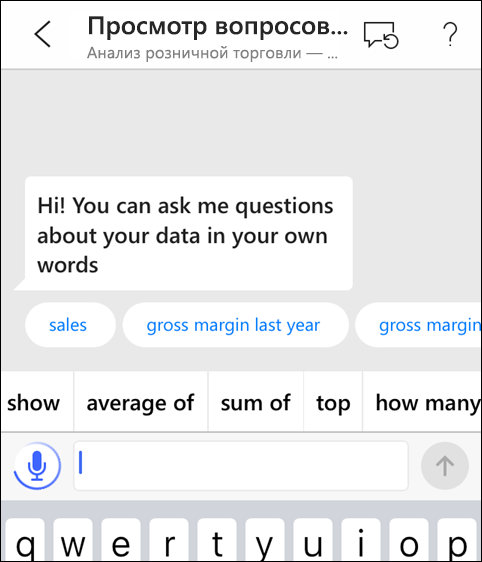 Просмотр вопросов...
Анализ розничной торговли — ...
?
Hi! You can ask me questions
about your data in your own
words
sales
gross margin last year
gross margin
show
average of
sum of
top
how many
q w e r t y u i o p